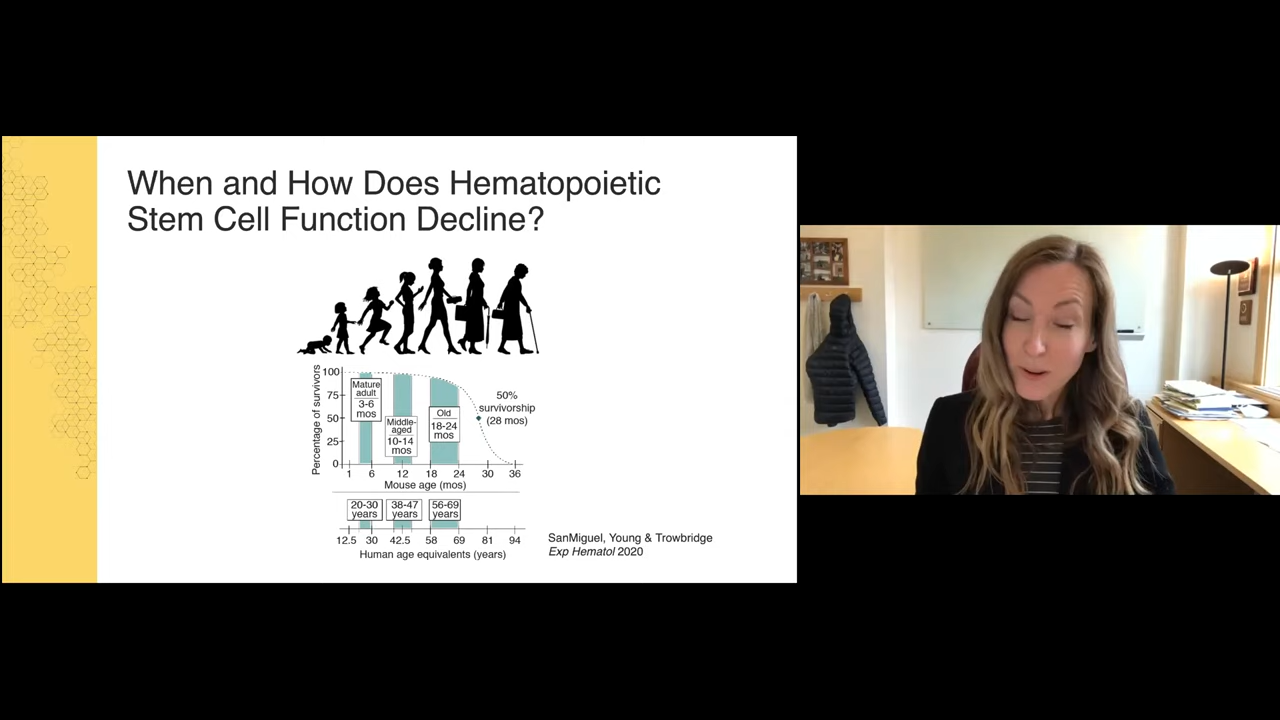 When and How Does Hematopoietic
Stem Cell Function Decline?
Percentage of survivors
100
75
50
25
0
Mature
adult
3-6
mos
Middle-
aged
10-14
mos
Old
18-24
mos
50%
survivorship
(28 mos)
1 6 12 18 24 30 36
Mouse age (mos)
20-30
years
38-47
years
56-69
years
12.5 30 42.5 58 69 81 94
Human age equivalents (years)
SanMiguel, Young & Trowbridge
Exp Hematol 2020